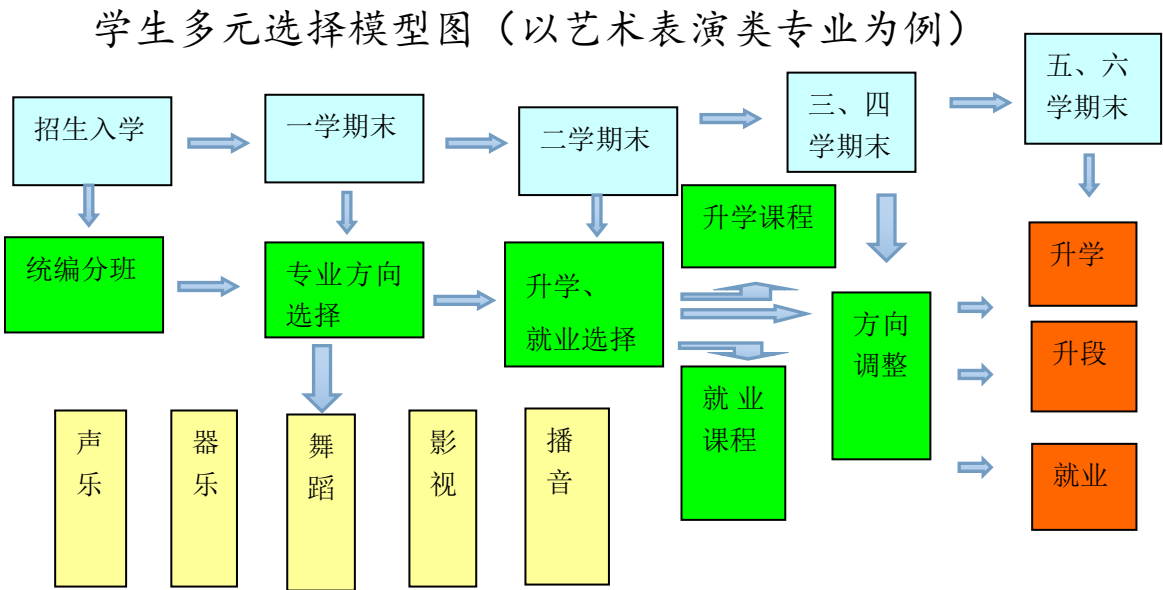 学生多元选择模型图（以艺术表演类专业为例）
招生入学
一学期末
二学期末
三、四
学期末
五、六
学期末
统编分班
专业方向
选择
升学、
就业选择
升学课程
就 业
课程
方向
调整
升学
升段
就业
声
乐
器
乐
舞
蹈
影
视
播
音